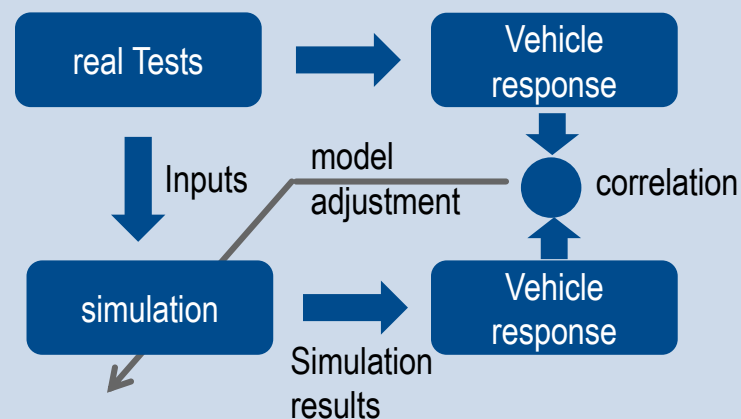 real Tests
Vehicle
response
Inputs
model
adjustment
correlation
simulation
Simulation
results
Vehicle
response